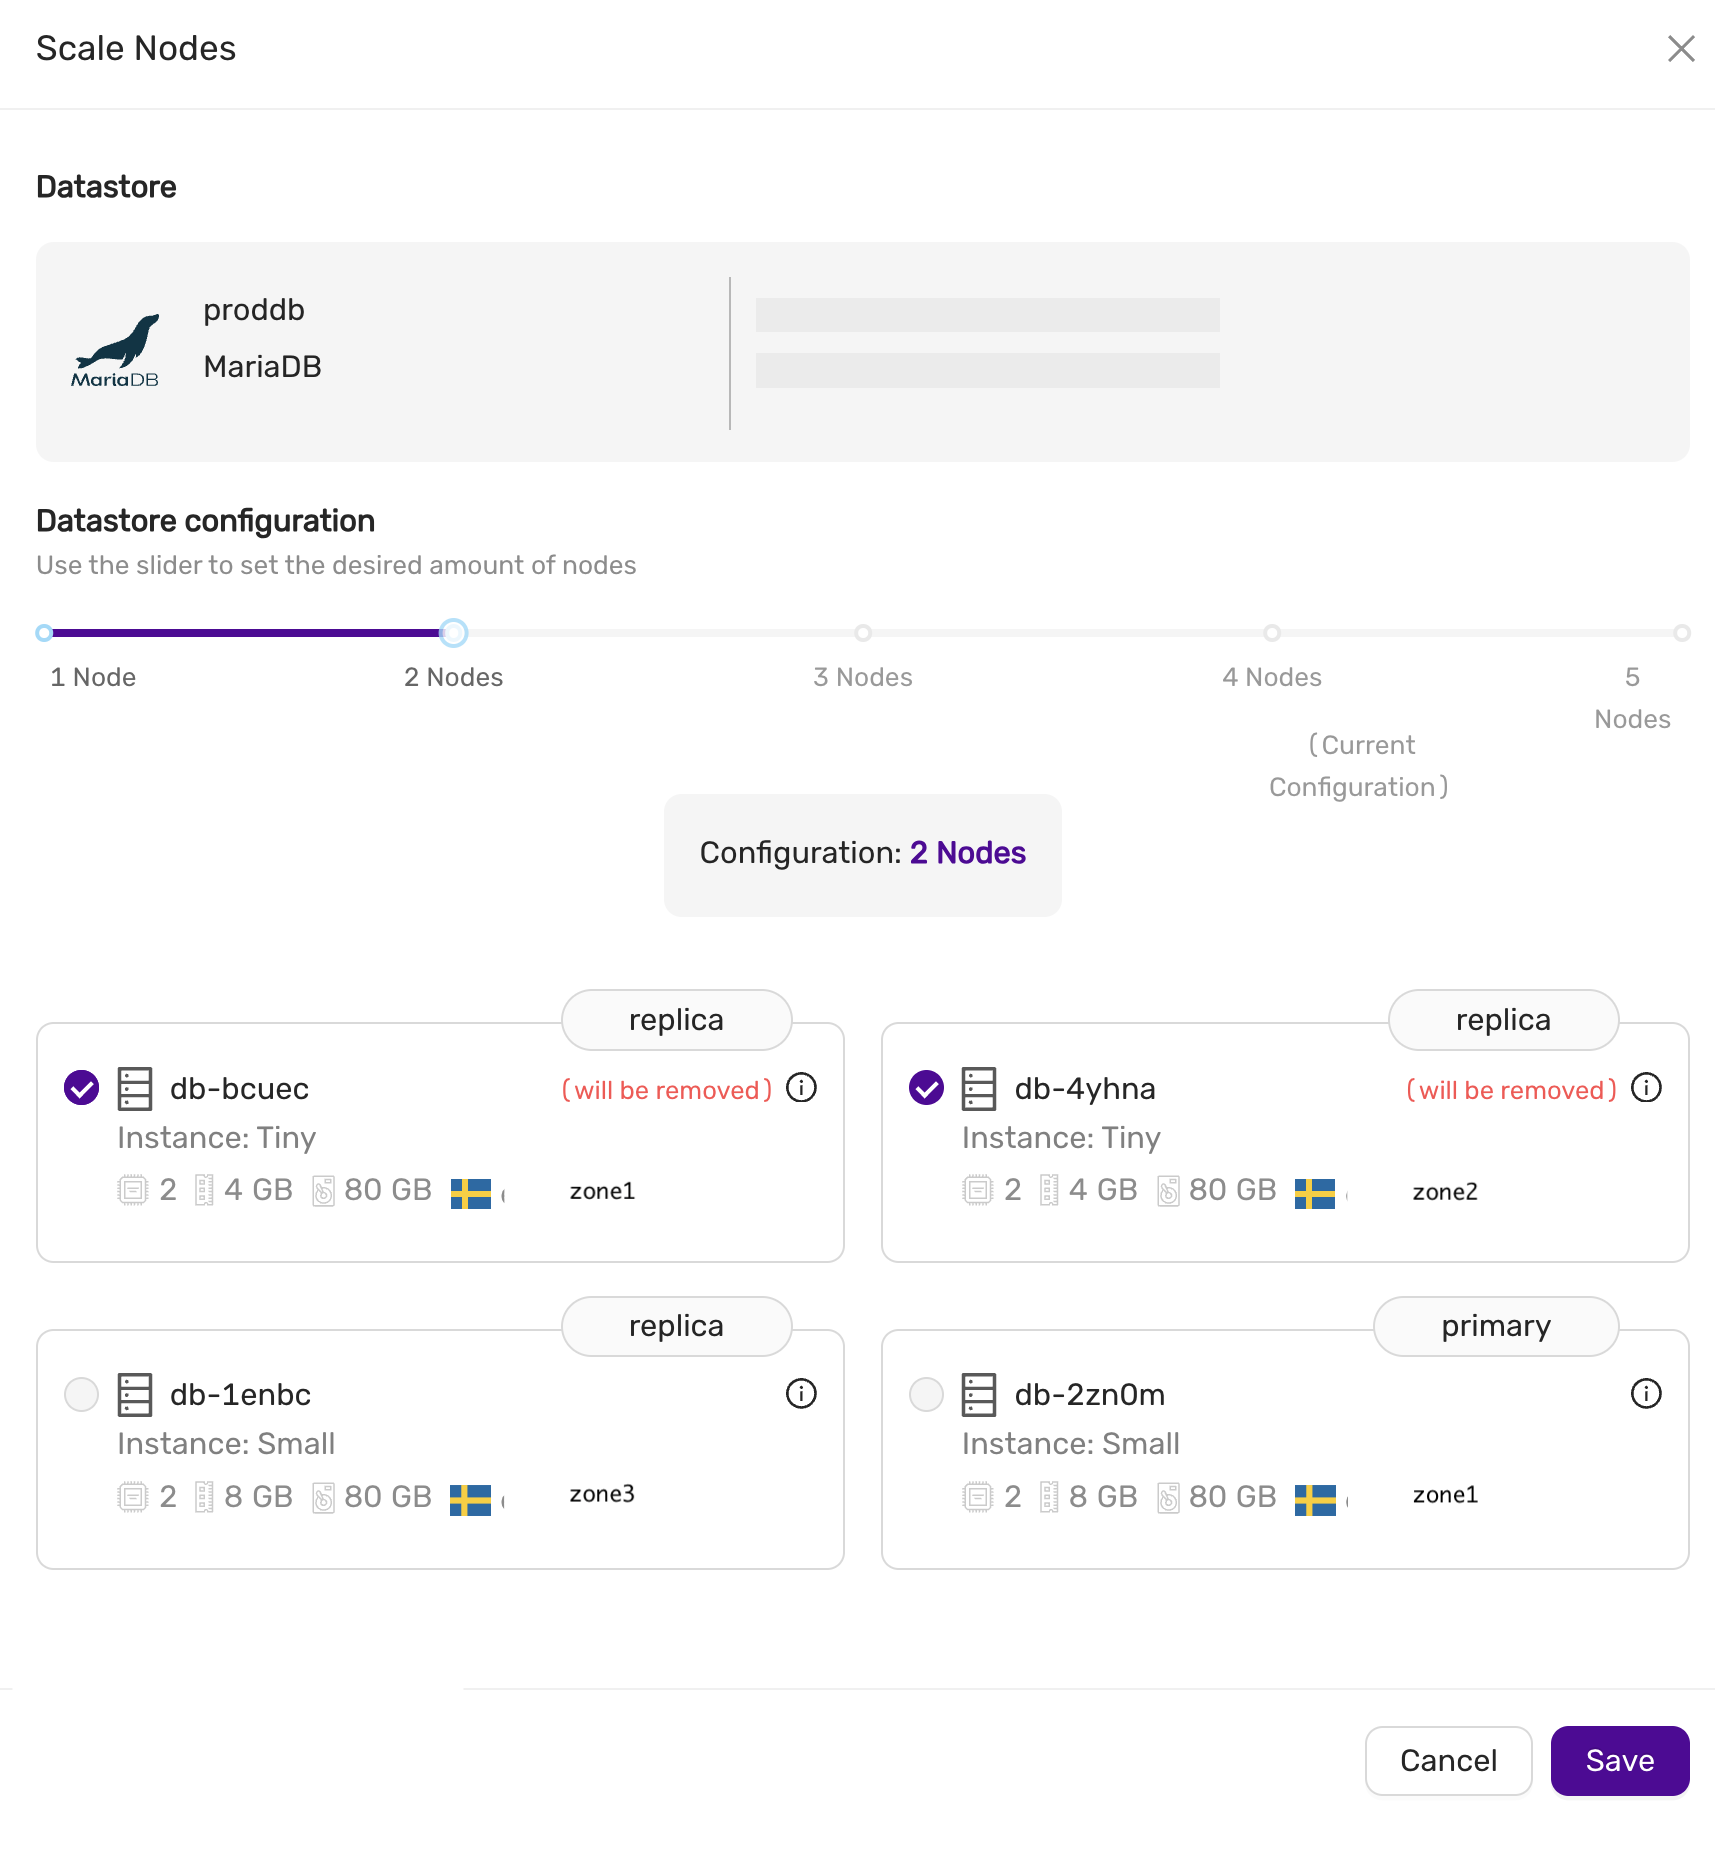 Scale Nodes
Datastore
proddb
MariaDB
MariaDB
Datastore configuration
Use the slider to set the desired amount of nodes
1 Node
2 Nodes
3 Nodes
4 Nodes
5
Nodes
(Current
Configuration)
Configuration: 2 Nodes
replica
db-bcuec
(will be removed)
Instance: Tiny
2 4 GB 80 GB zone1
replica
db-4yhna
(will be removed)
Instance: Tiny
2 4 GB 80 GB zone2
replica
db-1enbc
Instance: Small
2 8 GB 80 GB zone3
primary
db-2zn0m
Instance: Small
2 8 GB 80 GB zone1
Cancel
Save